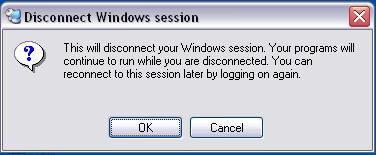 Disconnect Windows session
This will disconnect your Windows session. Your programs will
continue to run while you are disconnected. You can
reconnect to this session later by logging on again.
OK Cancel